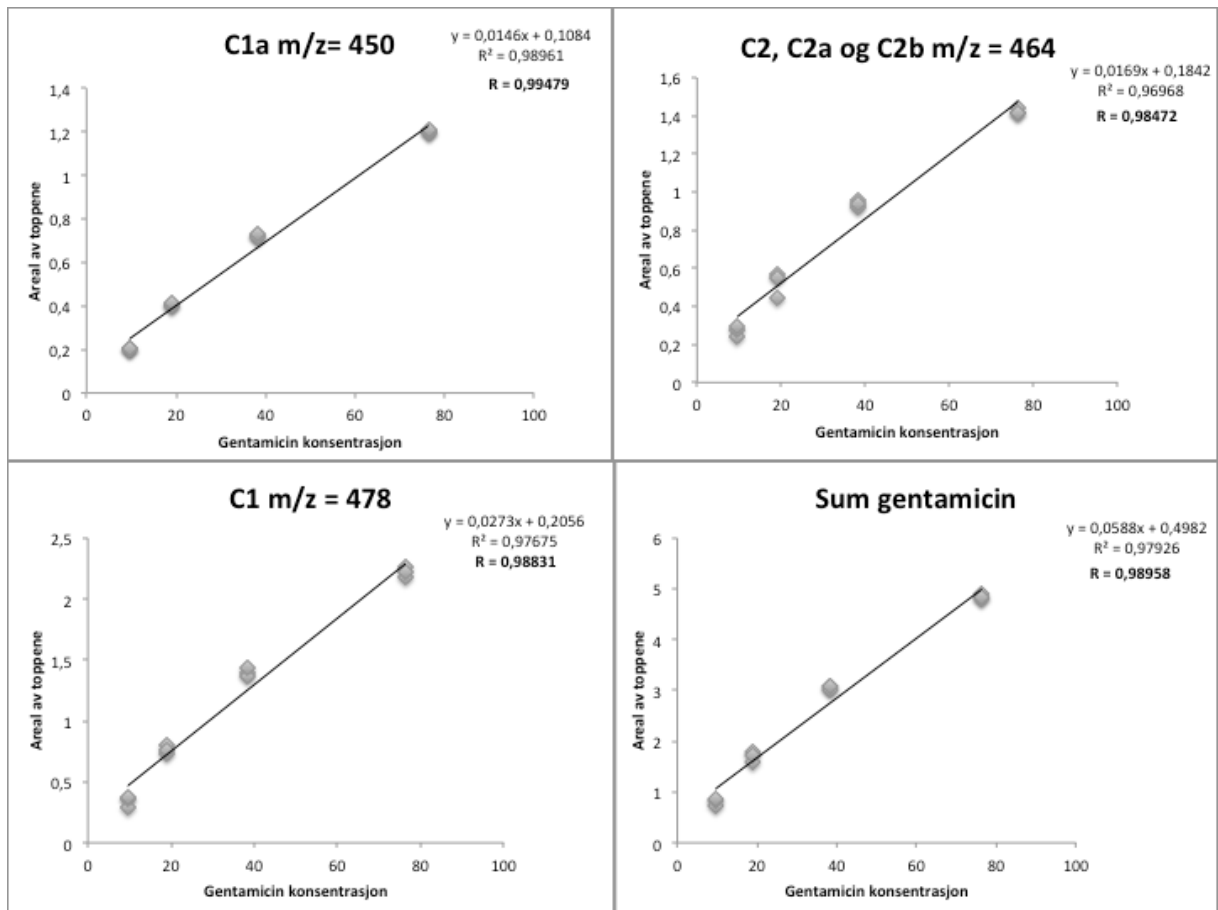 C1a m/z= 450
y = 0,0146x + 0,1084
R² = 0,98961
R = 0,99479
1,4
1,2
1
0,8
0,6
0,4
0,2
0
0 20 40 60 80 100
Areal av toppene
Gentamicin konsentrasjon
C2, C2a og C2b m/z = 464
y = 0,0169x + 0,1842
R² = 0,96968
R = 0,98472
1,6
1,4
1,2
1
0,8
0,6
0,4
0,2
0
0 20 40 60 80 100
Areal av toppene
Gentamicin konsentrasjon
C1 m/z = 478
y = 0,0273x + 0,2056
R² = 0,97675
R = 0,98831
2,5
2
1,5
1
0,5
0
0 20 40 60 80 100
Areal av toppene
Gentamicin konsentrasjon
Sum gentamicin
y = 0,0588x + 0,4982
R² = 0,97926
R = 0,98958
6
5
4
3
2
1
0
0 20 40 60 80 100
Areal av toppene
Gentamicin konsentrasjon